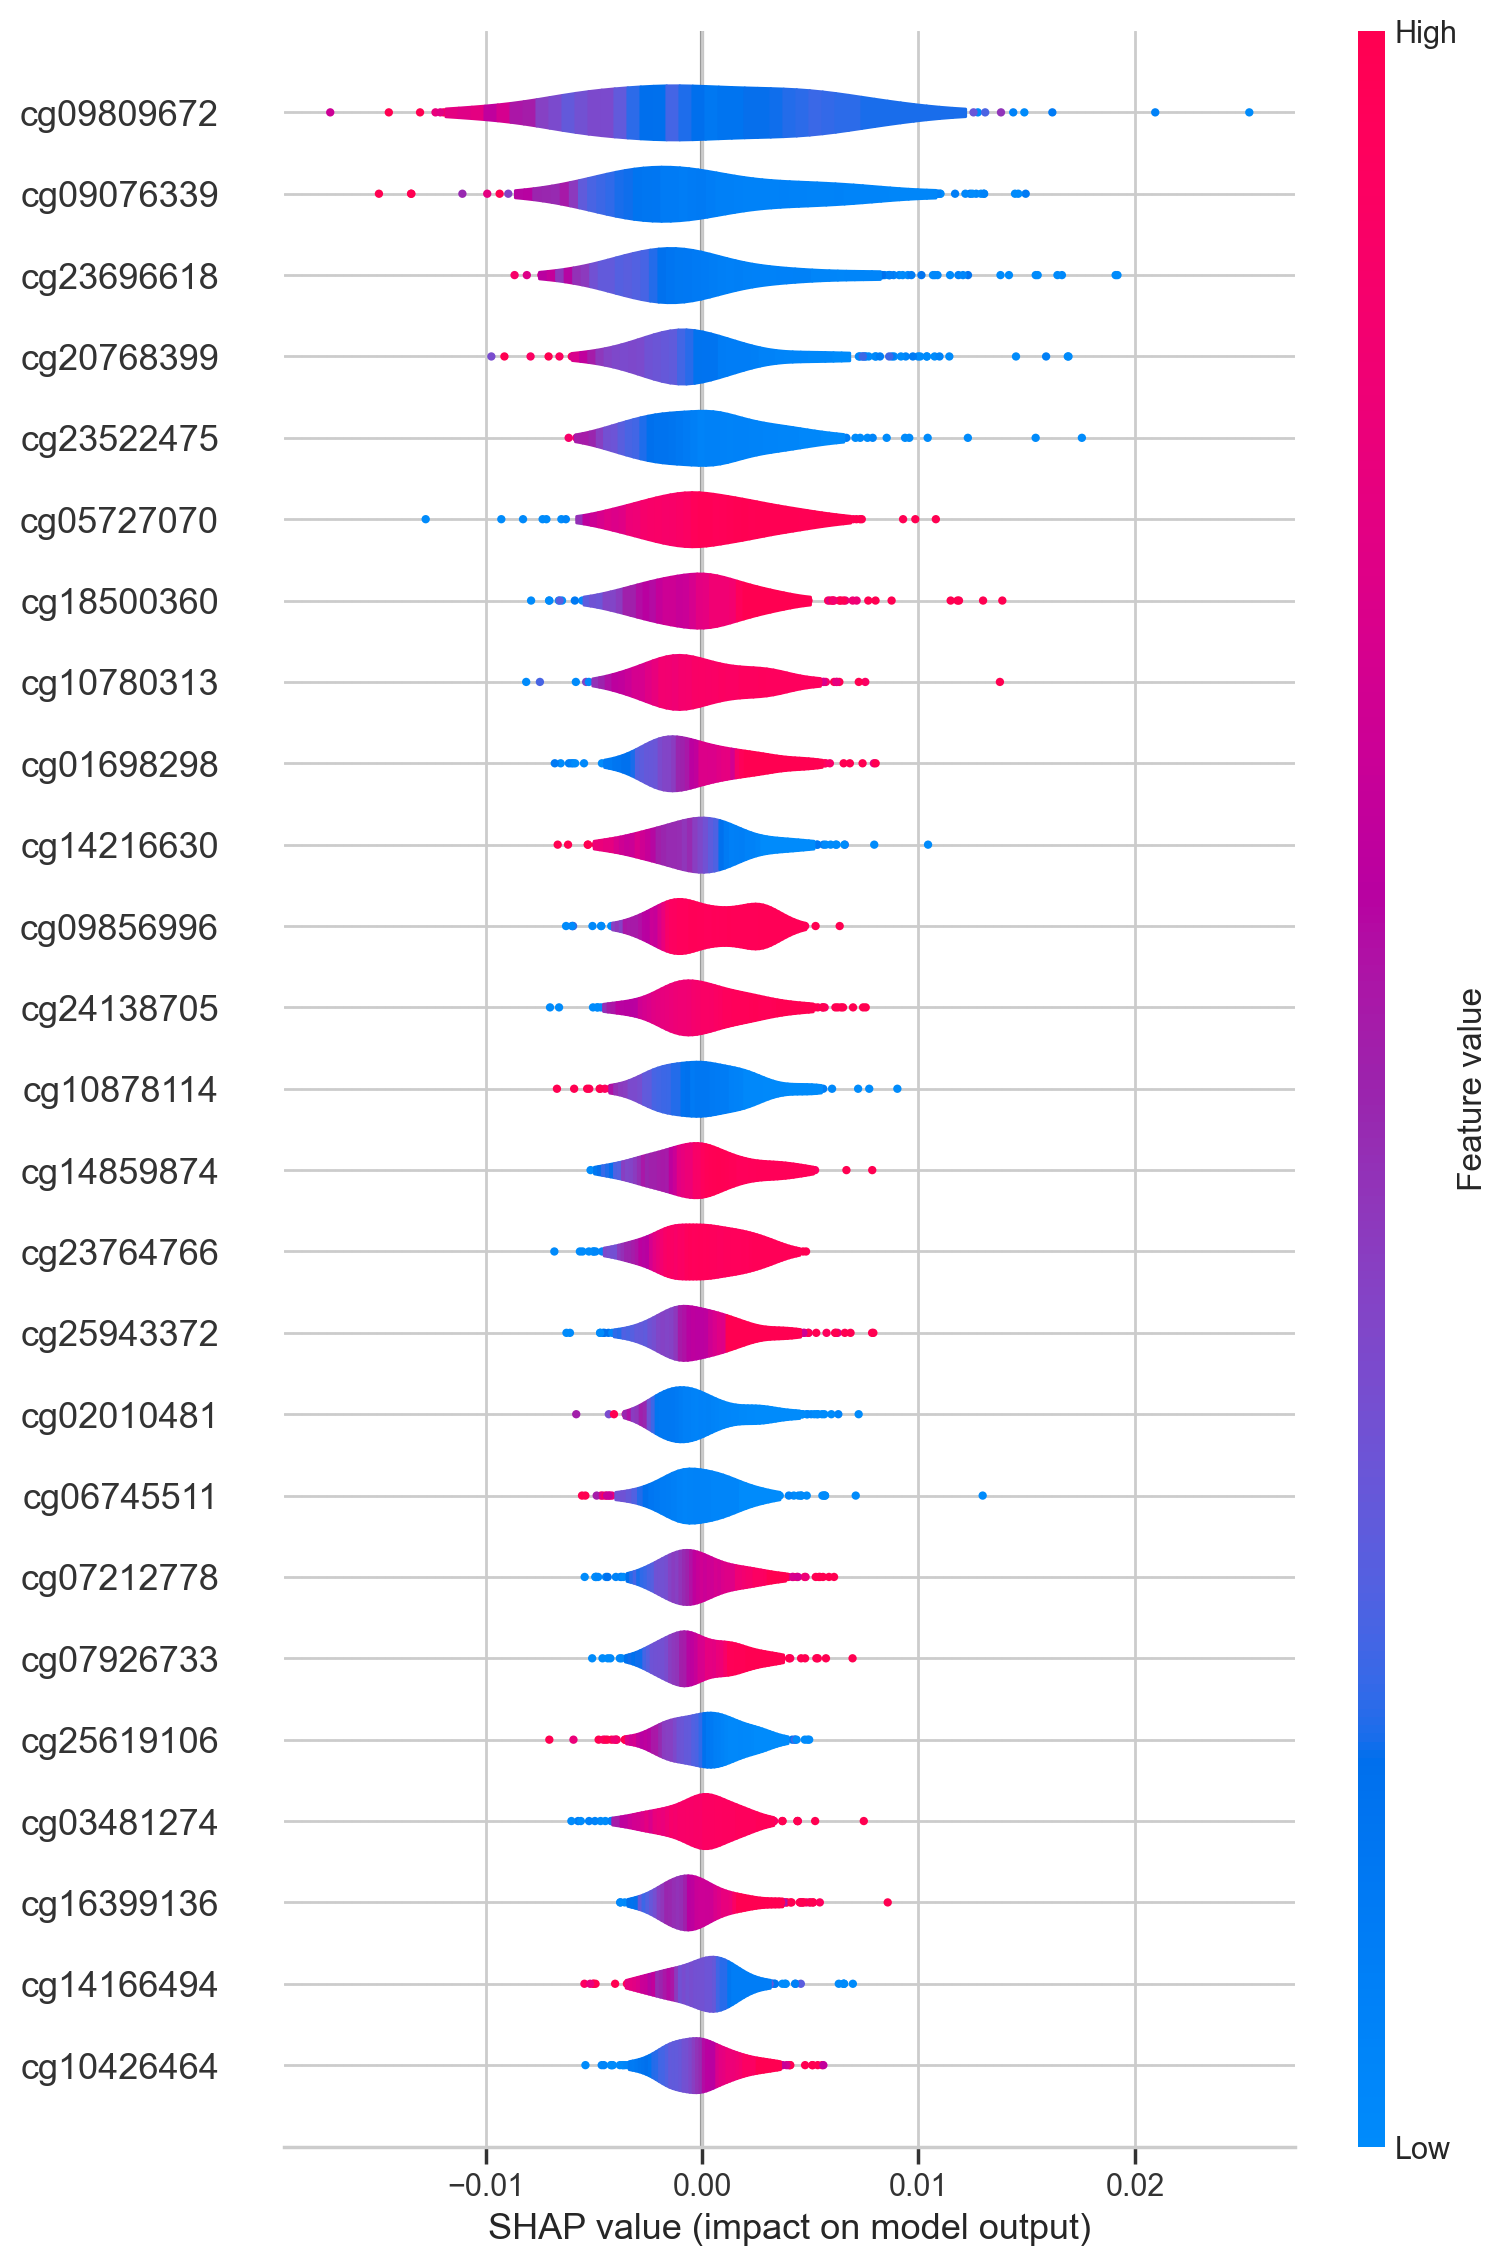 High
cg09809672
cg09076339
cg23696618
cg20768399
cg23522475
cg05727070
cg18500360
cg10780313
cg01698298
cg14216630
cg09856996
cg24138705
cg10878114
cg14859874
cg23764766
cg25943372
cg02010481
cg06745511
cg07212778
cg07926733
cg25619106
cg03481274
cg16399136
cg14166494
cg10426464
Feature value
Low
−0.01 0.00 0.01 0.02
SHAP value (impact on model output)